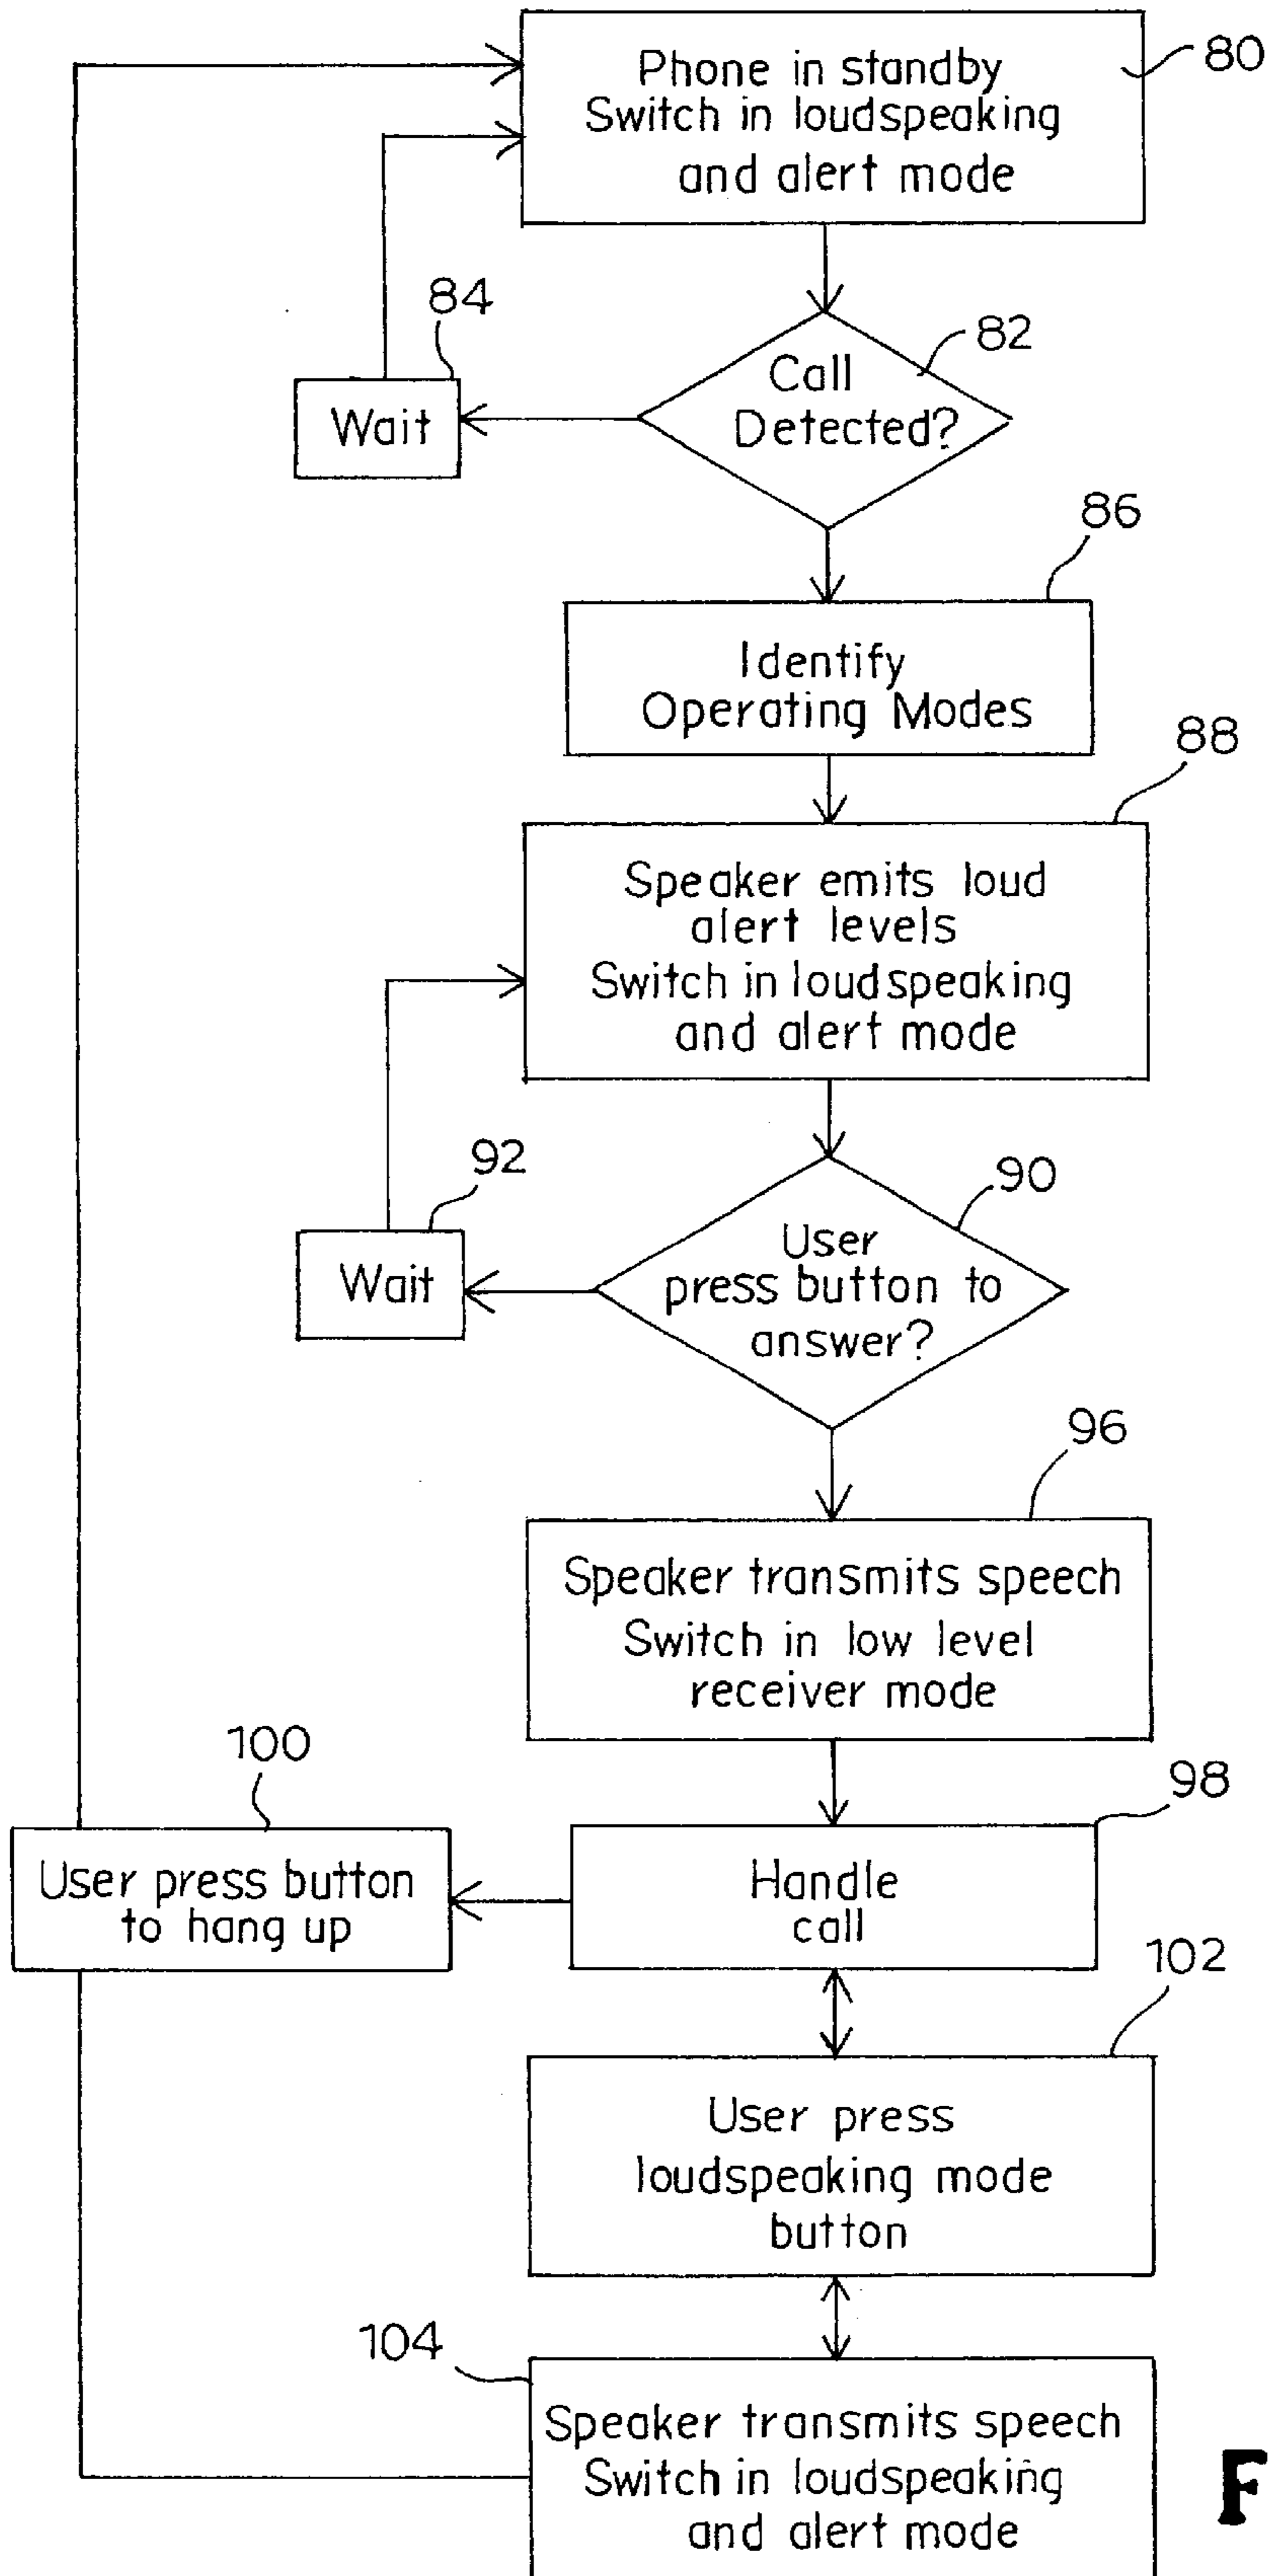 Phone in standby
Switch in loudspeaking
and alert mode
80
84
Wait
82
Call
Detected?
86
Identify
Operating Modes
88
Speaker emits loud
alert levels
Switch in loudspeaking
and alert mode
92
Wait
90
User
press button to
answer?
96
Speaker transmits speech
Switch in low level
receiver mode
100
User press button
to hang up
98
Handle
call
102
User press
loudspeaking mode
button
104
Speaker transmits speech
Switch in loudspeaking
and alert mode
F